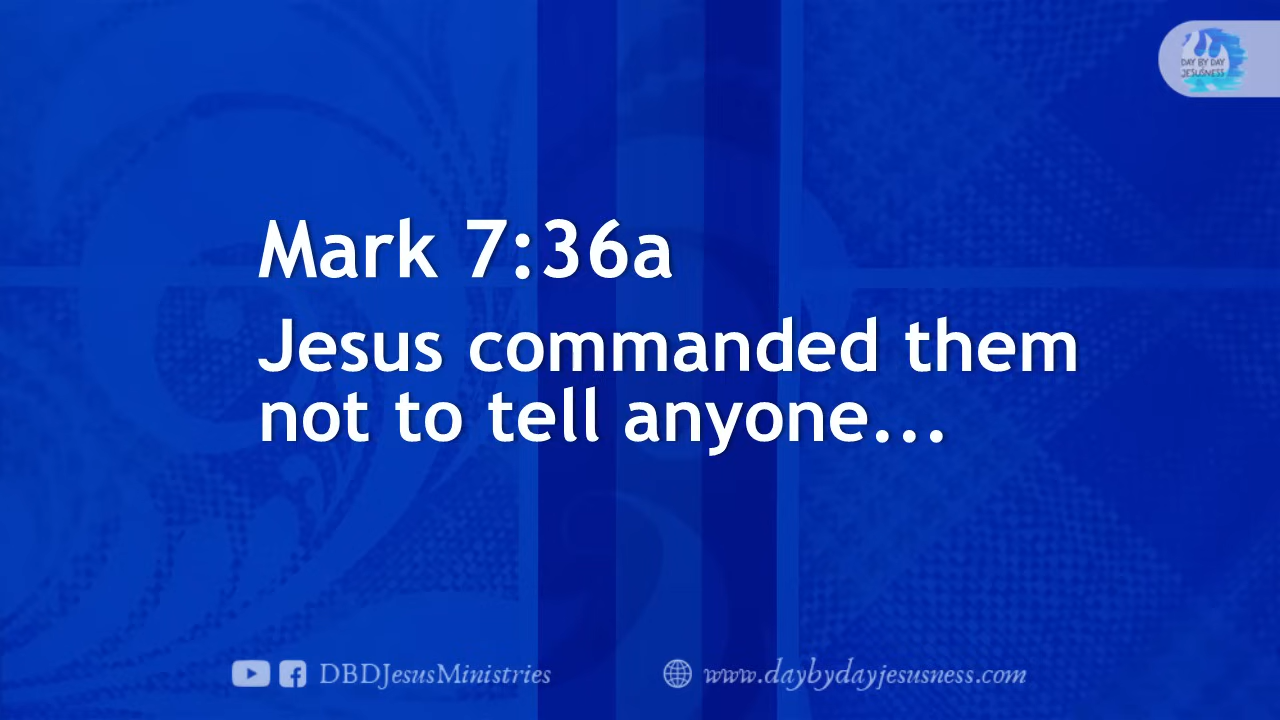 DAY BY DAY
JESUSNESS
Mark 7:36a
Jesus commanded them
not to tell anyone...
DBDJesusMinistries
www.daybydayjesusness.com